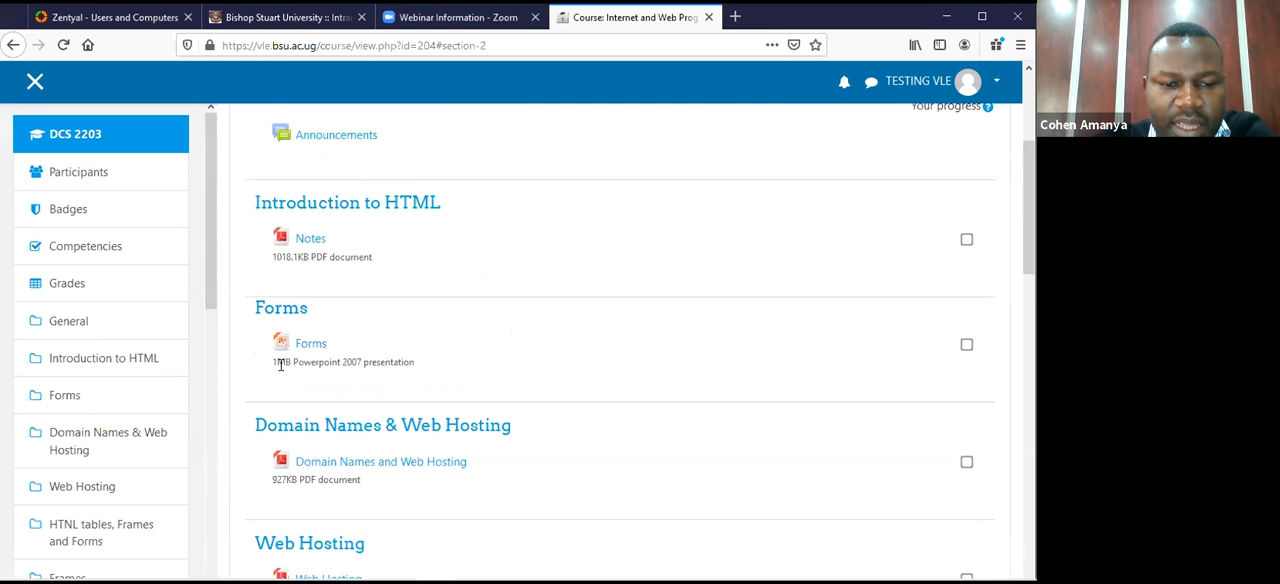 Zentyal - Users and Computers
Bishop Stuart University :: Intra
Webinar Information - Zoom
Course: Internet and Web Prog
https://vle.bsu.ac.ug/course/view.php?id=204#section-2
TESTING VLE
Cohen Amanya
DCS 2203
Participants
Badges
Competencies
Grades
General
Introduction to HTML
Forms
Domain Names & Web
Hosting
Web Hosting
HTNL tables, Frames
and Forms
Frames
Your progress
Announcements
Introduction to HTML
Notes
1018.1KB PDF document
Forms
Forms
1MB Powerpoint 2007 presentation
Domain Names & Web Hosting
Domain Names and Web Hosting
927KB PDF document
Web Hosting
Web Hosting